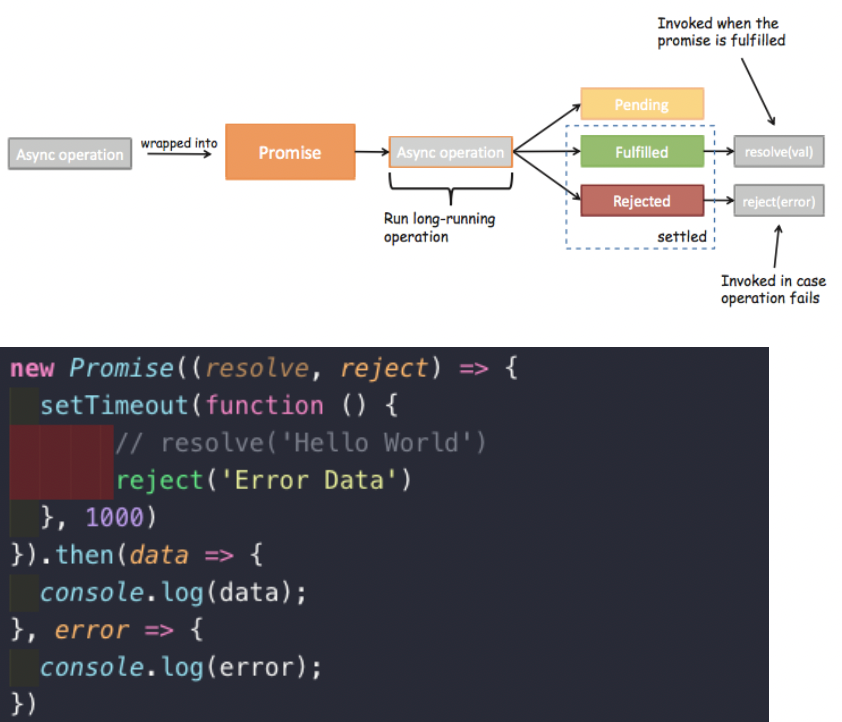 Invoked when the
promise is fulfilled
Pending
Async operation
wrapped into
Promise
Async operation
Fulfilled
resolve(val)
Rejected
reject(error)
Run long-running
operation
settled
Invoked in case
operation fails
new Promise((resolve, reject) => {
  setTimeout(function () {
       // resolve('Hello World')
       reject('Error Data')
  }, 1000)
}).then(data => {
  console.log(data);
}, error => {
  console.log(error);
})